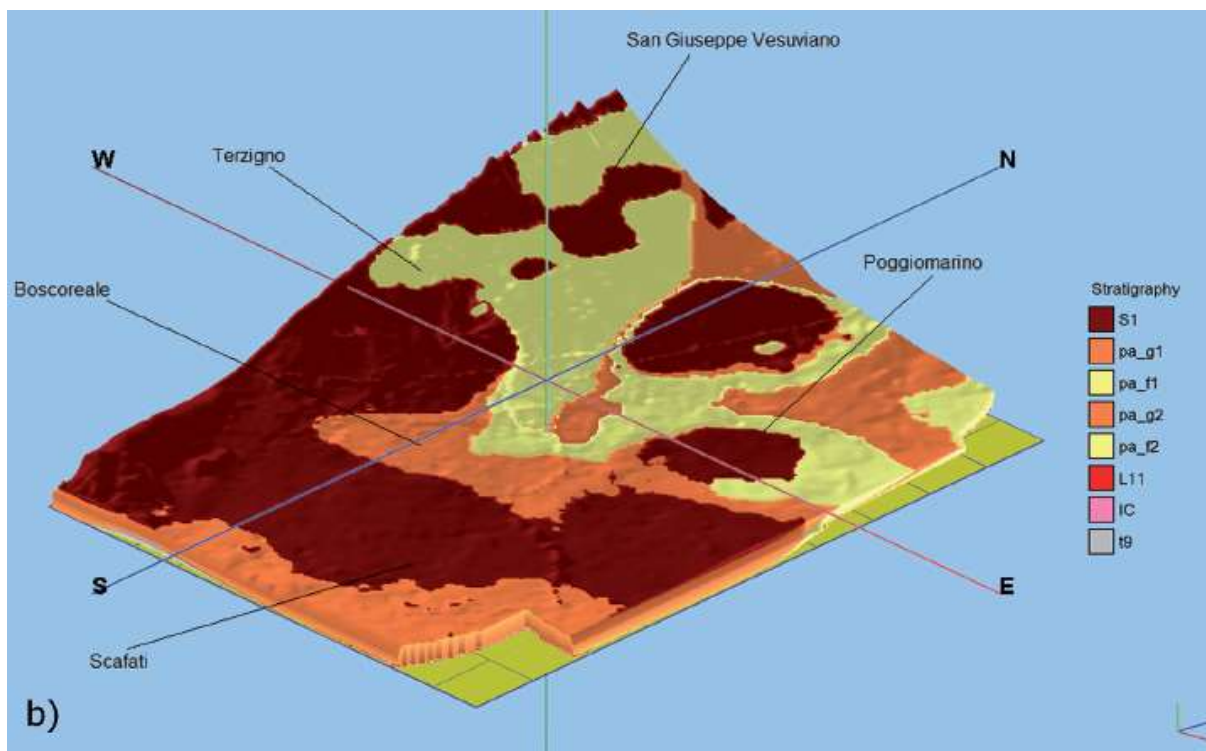 San Giuseppe Vesuviano
W
Terzigno
N
Boscoreale
Poggiomarino
Stratigraphy
S1
pa_g1
pa_f1
pa_g2
pa_f2
L11
IC
t9
S
E
Scafati
b)